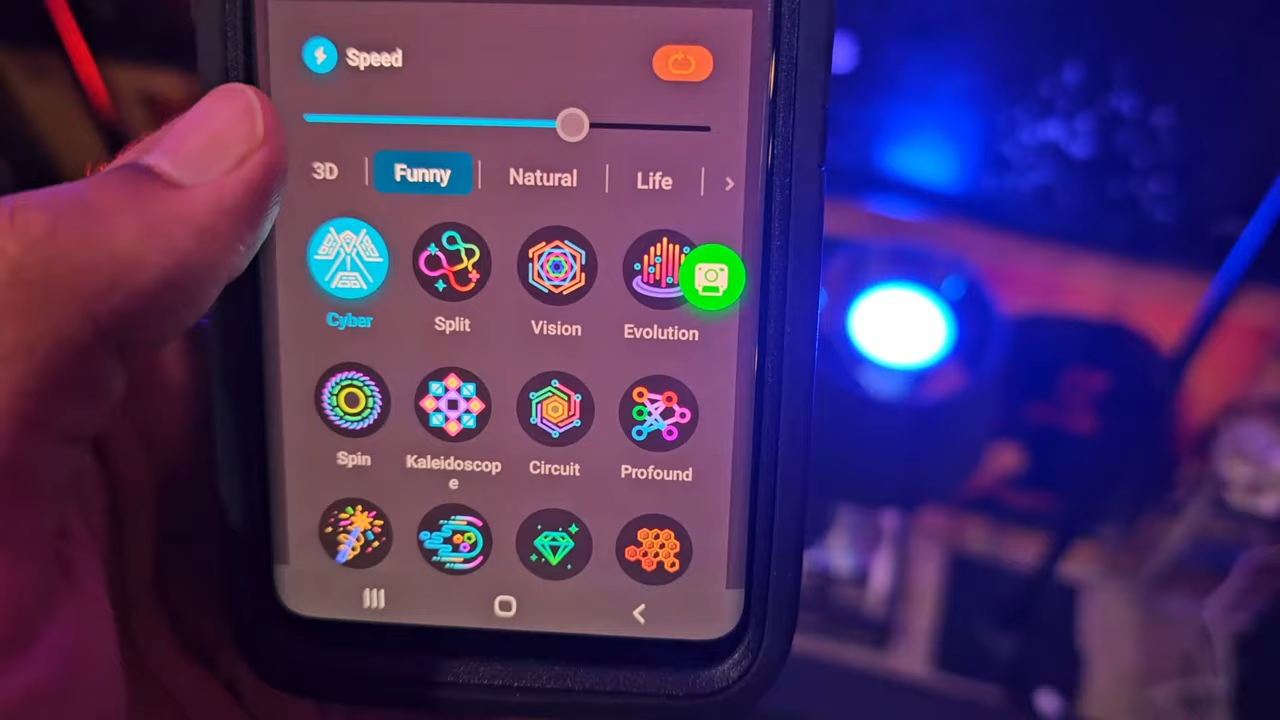 Speed
3D | Funny | Natural | Life | >
Cyber Split Vision Evolution
Spin Kaleidoscop
e Circuit Profound